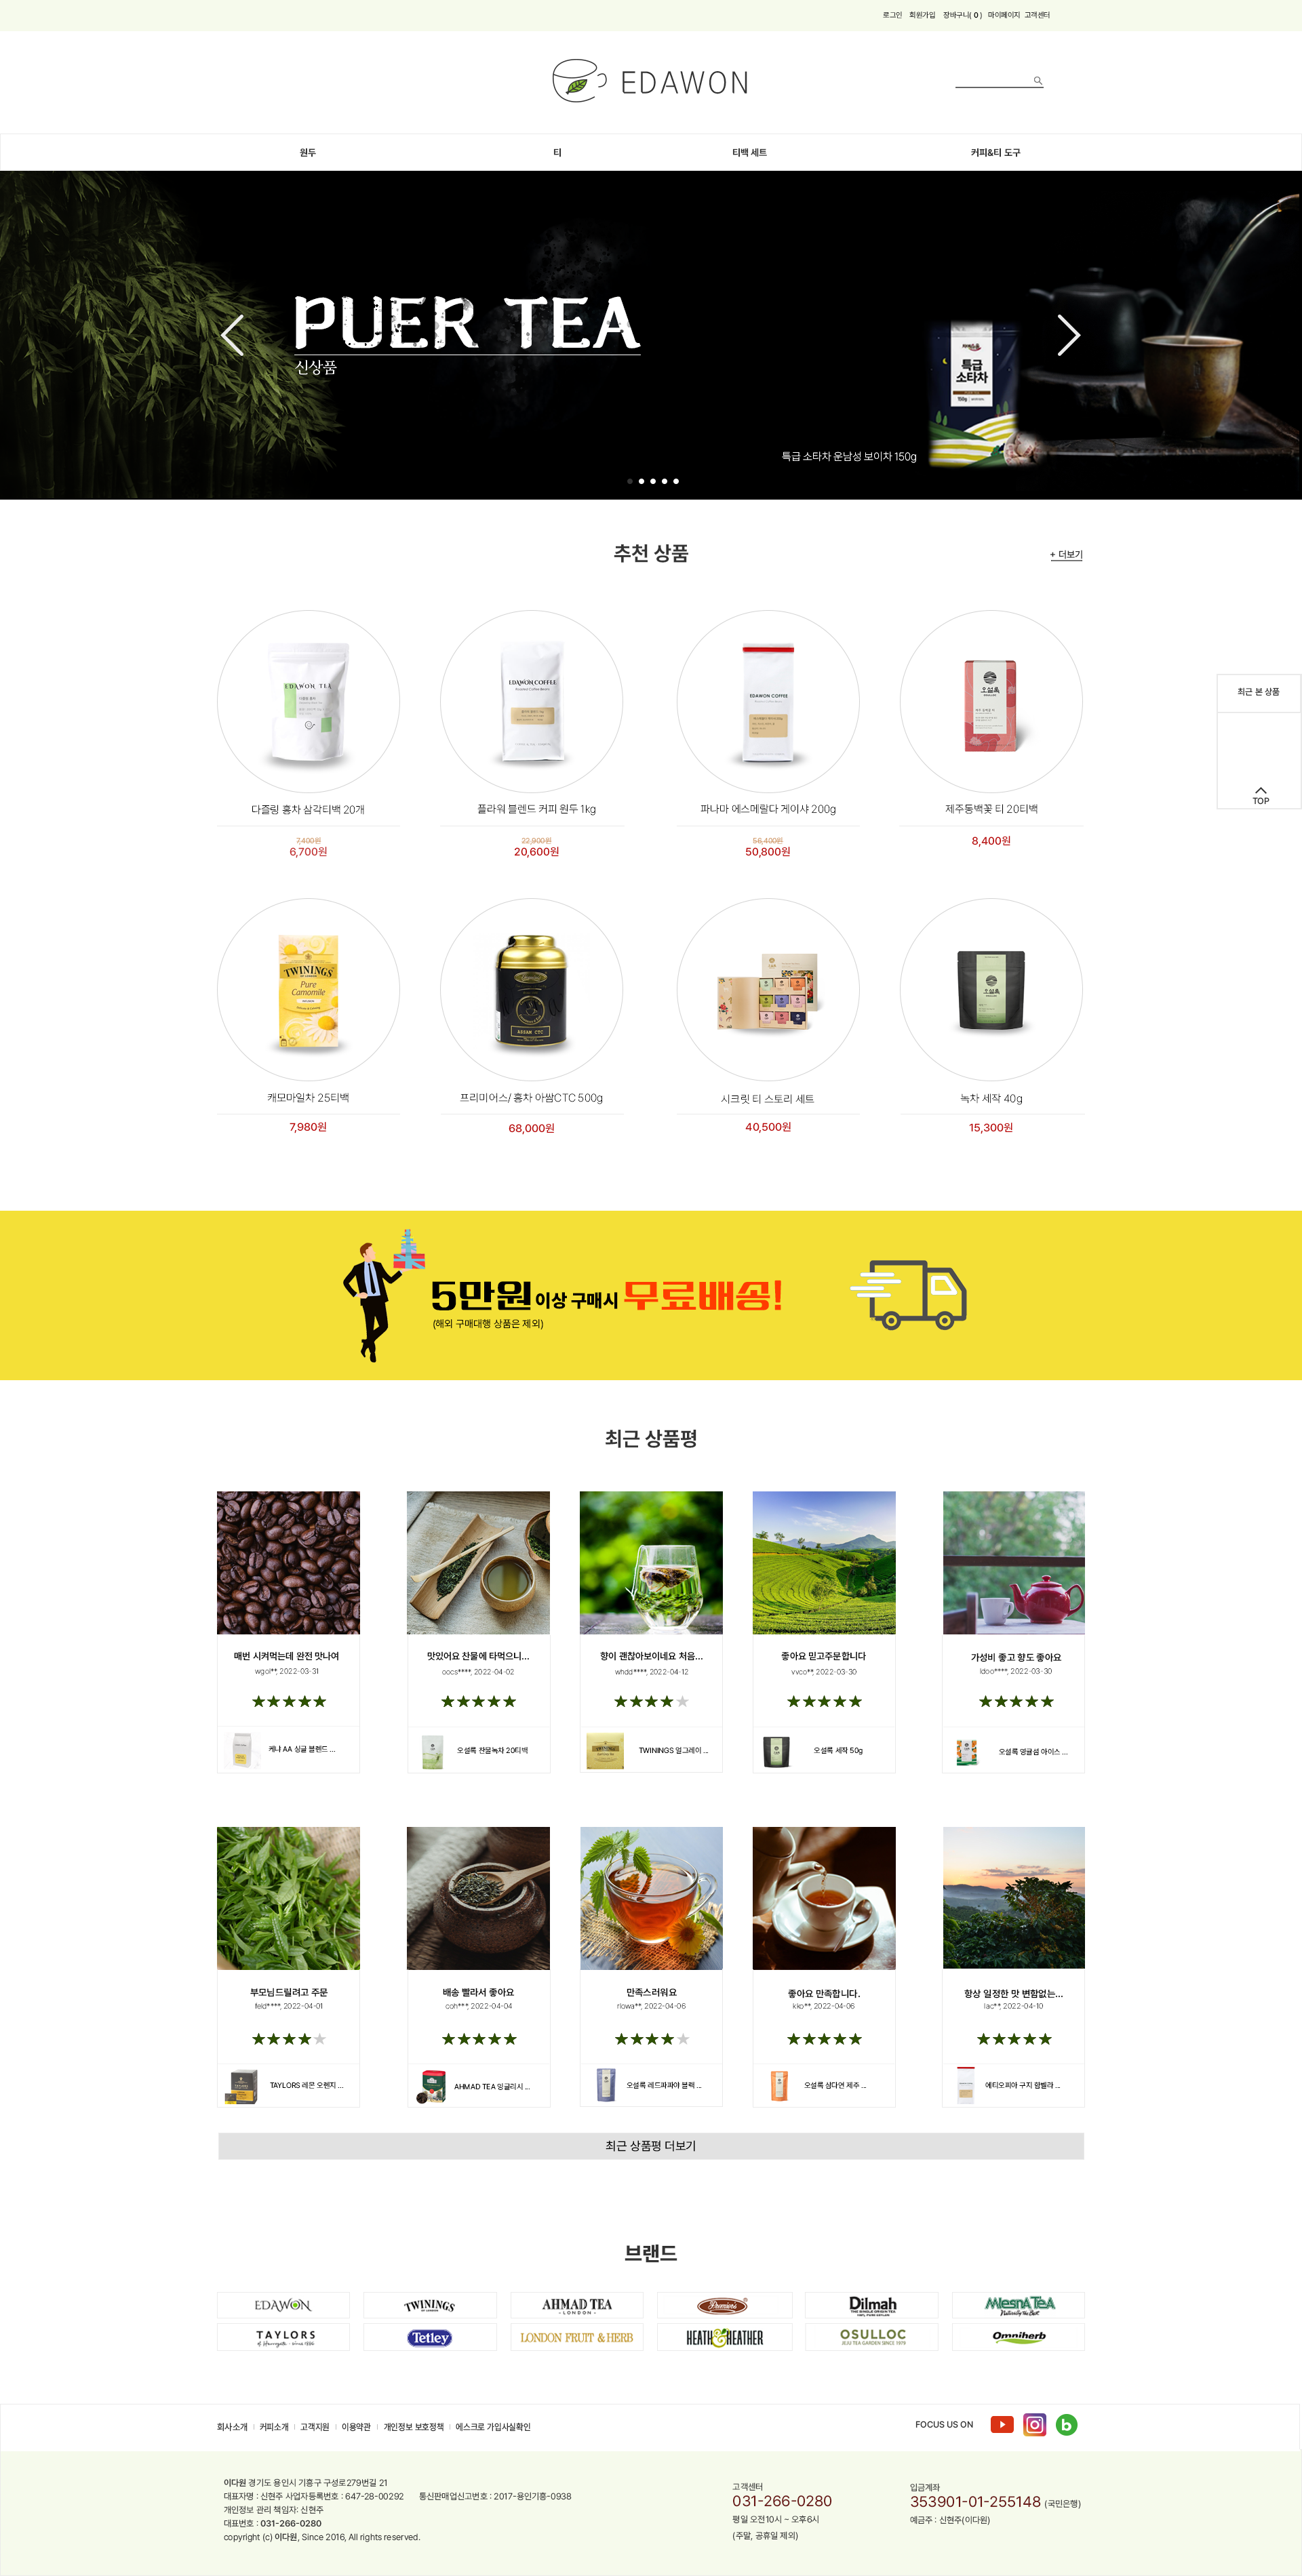 로그인 회원가입 장바구니( 0 ) 마이페이지 고객센터
EDAWON
원두 티 티백 세트 커피&티 도구
PUER TEA
신상품
특급
소타차
150g
특급 소타차 운남성 보이차 150g
추천 상품
+ 더보기
최근 본 상품
TOP
EDAWON TEA
EDAWON COFFEE
EDAWON COFFEE
오설록
다즐링 홍차 삼각티백 20개
플라워 블렌드 커피 원두 1kg
파나마 에스메랄다 게이샤 200g
제주동백꽃 티 20티백
7,400원
6,700원
22,900원
20,600원
56,400원
50,800원
8,400원
TWININGS
Pure
Camomile
ASSAM CTC
오설록
캐모마일차 25티백
프리미어스/ 홍차 아쌈CTC 500g
시크릿 티 스토리 세트
녹차 세작 40g
7,980원
68,000원
40,500원
15,300원
5만원 이상 구매시 무료배송!
(해외 구매대행 상품은 제외)
최근 상품평
매번 시켜먹는데 완전 맛나여
wgol**, 2022-03-31
케냐 AA 싱글 블렌드 ...
맛있어요 찬물에 타먹으니...
oocs****, 2022-04-02
오설록 찬물녹차 20티백
향이 괜찮아보이네요 처음...
whdd****, 2022-04-12
TWININGS 얼그레이 ...
좋아요 믿고주문합니다
vvco**, 2022-03-30
오설록 세작 50g
가성비 좋고 향도 좋아요
ldoo****, 2022-03-30
오설록 영귤섬 아이스 ...
부모님드릴려고 주문
feld****, 2022-04-01
TAYLORS 레몬 오렌지 ...
배송 빨라서 좋아요
coh***, 2022-04-04
AHMAD TEA 잉글리시 ...
만족스러워요
rlowa**, 2022-04-06
오설록 레드파파야 블랙 ...
좋아요 만족합니다.
kko**, 2022-04-06
오설록 삼다연 제주 ...
항상 일정한 맛 변함없는...
lac**, 2022-04-10
에티오피아 구지 함벨라 ...
최근 상품평 더보기
브랜드
EDAWON
TWININGS
OF LONDON
AHMAD TEA
LONDON
Premier's
Dilmah
MlesnA TeA
Naturally the Best
TAYLORS
of Harrogate
Tetley
LONDON FRUIT & HERB
HEATH & HEATHER
OSULLOC
JEJU TEA GARDEN SINCE 1979
Omniherb
회사소개 | 커피소개 | 고객지원 | 이용약관 | 개인정보 보호정책 | 에스크로 가입사실확인
FOCUS US ON
b
이다원 경기도 용인시 기흥구 구성로279번길 21
대표자명 : 신현주 사업자등록번호 : 647-28-00292 통신판매업신고번호 : 2017-용인기흥-0938
개인정보 관리 책임자: 신현주
대표번호 : 031-266-0280
copyright (c) 이다원, Since 2016, All rights reserved.
고객센터
031-266-0280
평일 오전10시 ~ 오후6시
(주말, 공휴일 제외)
입금계좌
353901-01-255148 (국민은행)
예금주 : 신현주(이다원)